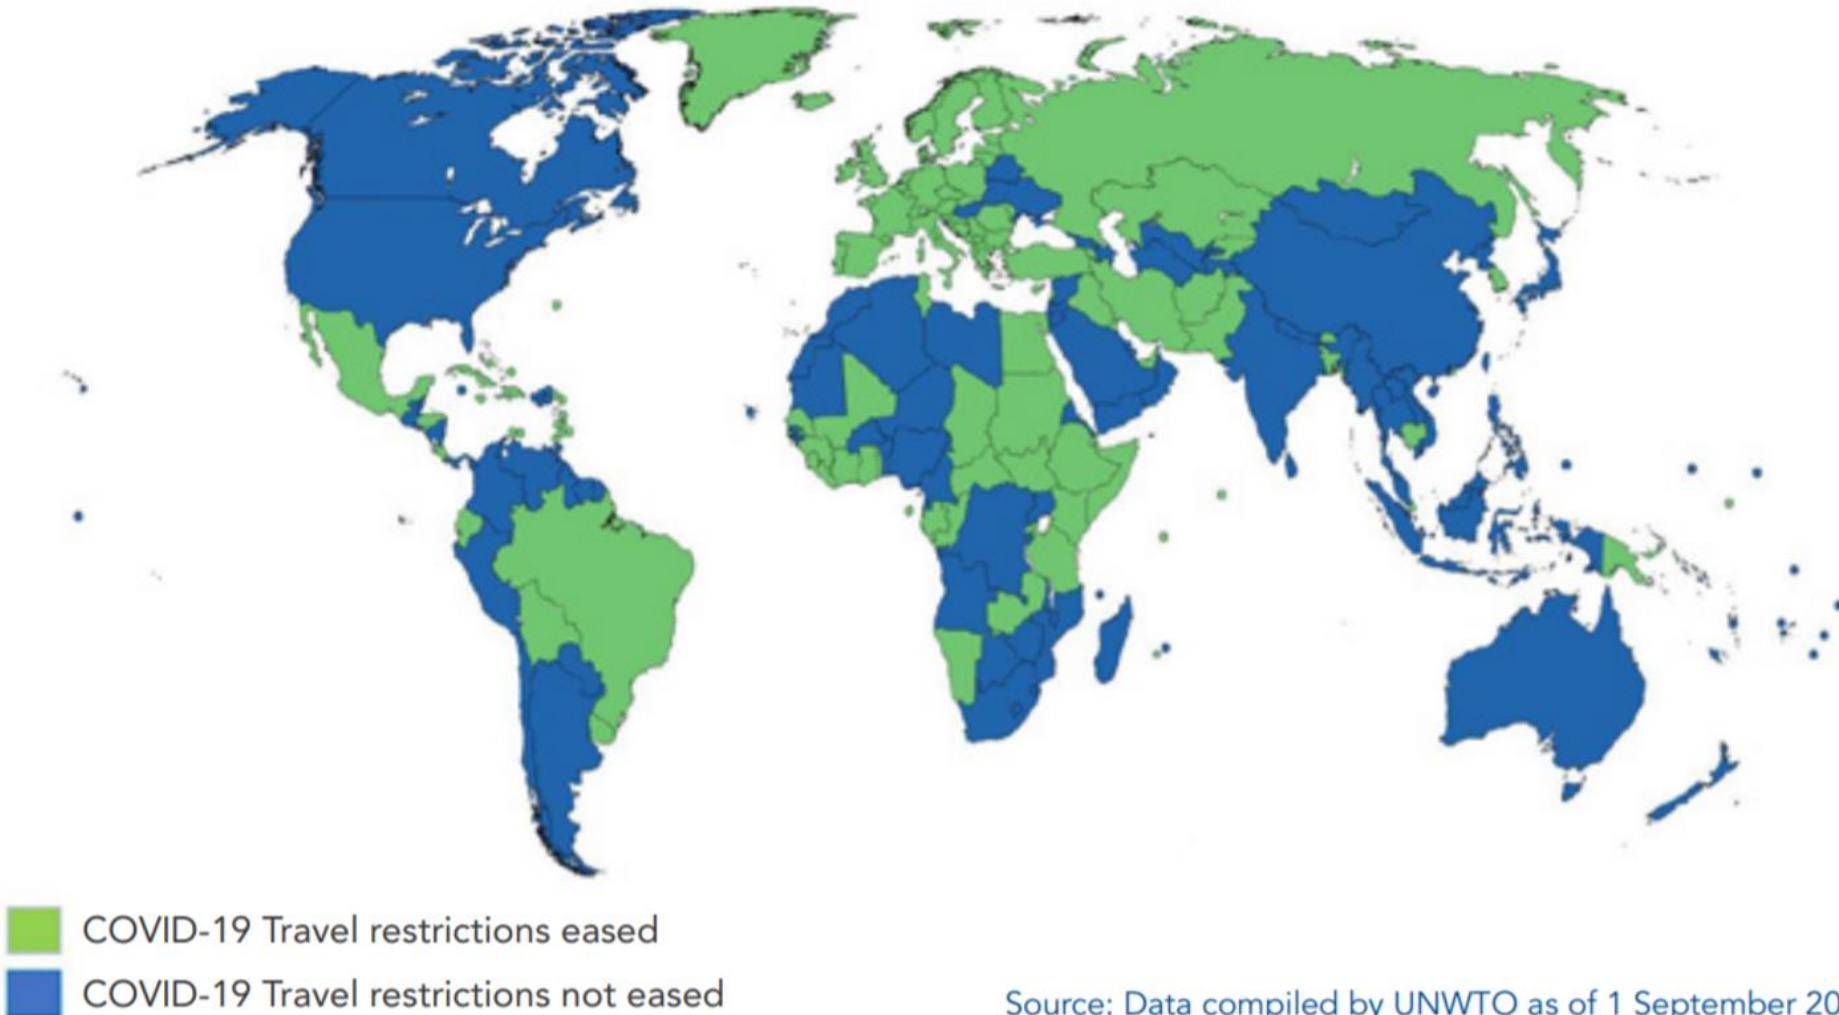 COVID-19 Travel restrictions eased
COVID-19 Travel restrictions not eased
Source: Data compiled by UNWTO as of 1 September 20